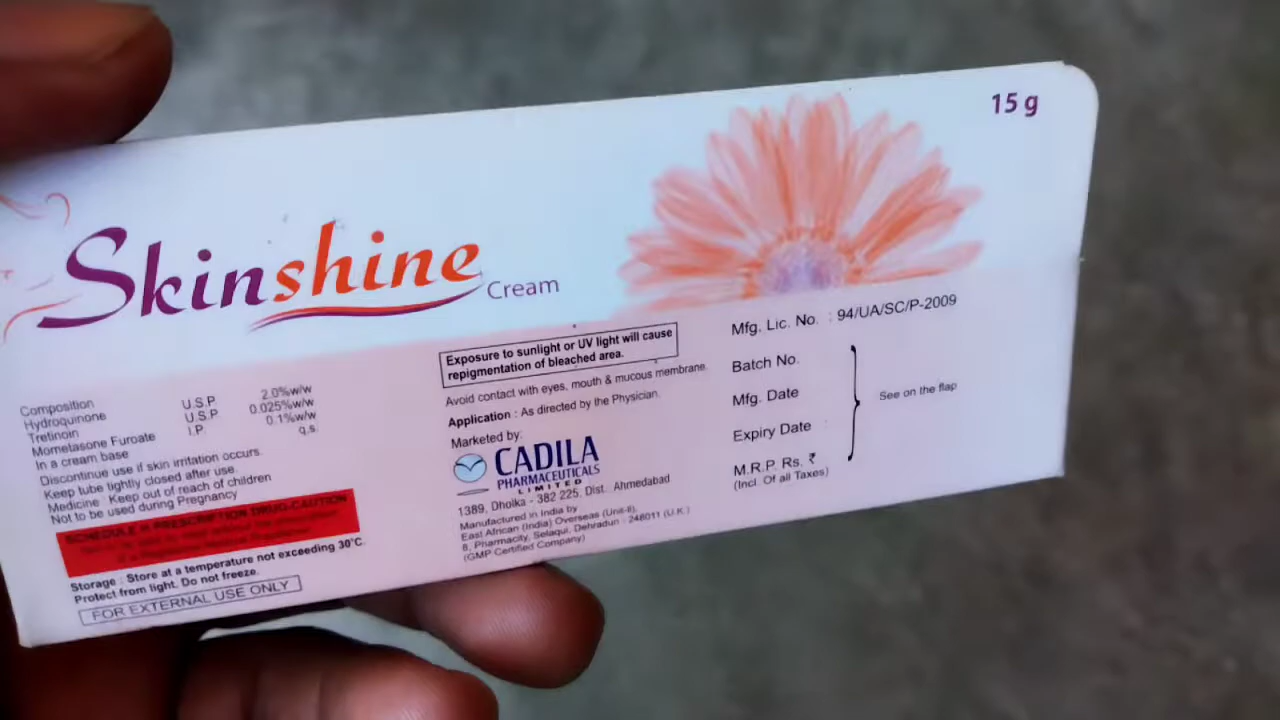 15 g
Skinshine Cream
Composition
Hydroquinone U.S.P. 2.0%w/w
Tretinoin U.S.P. 0.025%w/w
Mometasone Furoate I.P. 0.1%w/w
In a cream base q.s.
Discontinue use if skin irritation occurs.
Keep tube tightly closed after use.
Medicine : Keep out of reach of children
Not to be used during Pregnancy
SCHEDULE H PRESCRIPTION DRUG-CAUTION
Storage : Store at a temperature not exceeding 30°C.
Protect from light. Do not freeze.
FOR EXTERNAL USE ONLY
Exposure to sunlight or UV light will cause
repigmentation of bleached area.
Avoid contact with eyes, mouth & mucous membrane.
Application : As directed by the Physician.
Marketed by:
CADILA
PHARMACEUTICALS
LIMITED
1389, Dholka - 382 225, Dist. Ahmedabad
Manufactured in India by
East African (India) Overseas (Unit-II),
8, Pharmacity, Selaqui, Dehradun - 248011 (U.K.)
(GMP Certified Company)
Mfg. Lic. No. : 94/UA/SC/P-2009
Batch No.
Mfg. Date
Expiry Date :
M.R.P. Rs. ₹
(Incl. Of all Taxes)
See on the flap